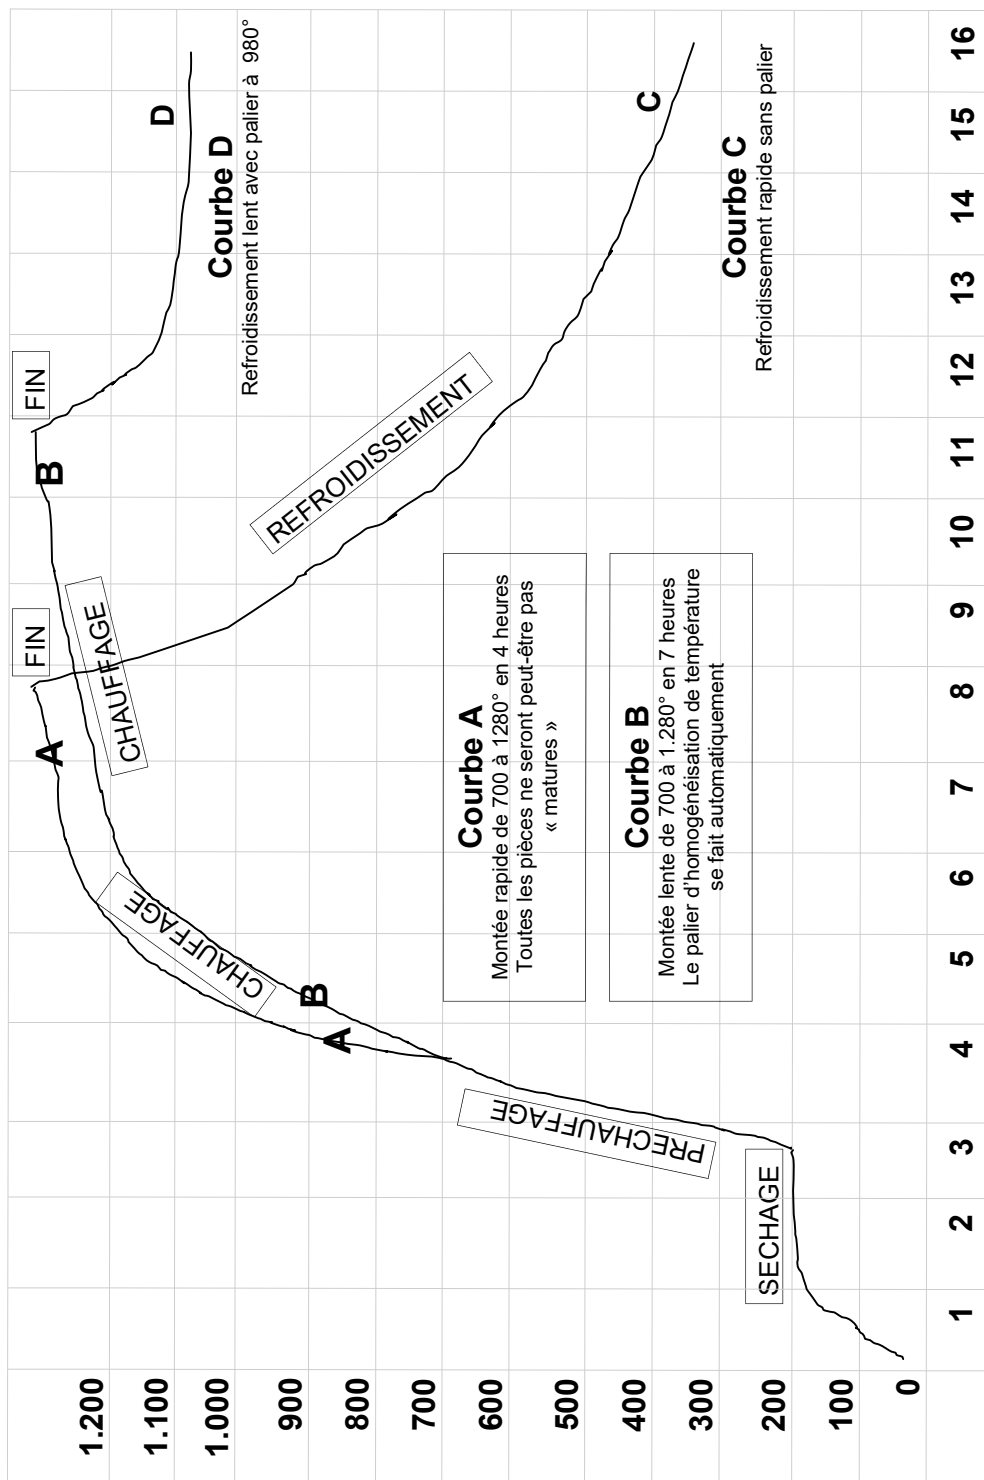 1.200
1.100
1.000
900
800
700
600
500
400
300
200
100
0
FIN
FIN
A
B
D
CHAUFFAGE
Courbe D
Refroidissement lent avec palier à 980°
CHAUFFAGE
B
A
REFROIDISSEMENT
C
Courbe A
Montée rapide de 700 à 1280° en 4 heures
Toutes les pièces ne seront peut-être pas
« matures »
PRECHAUFFAGE
Courbe B
Montée lente de 700 à 1.280° en 7 heures
Le palier d’homogénéisation de température
se fait automatiquement
Courbe C
Refroidissement rapide sans palier
SECHAGE
1 2 3 4 5 6 7 8 9 10 11 12 13 14 15 16